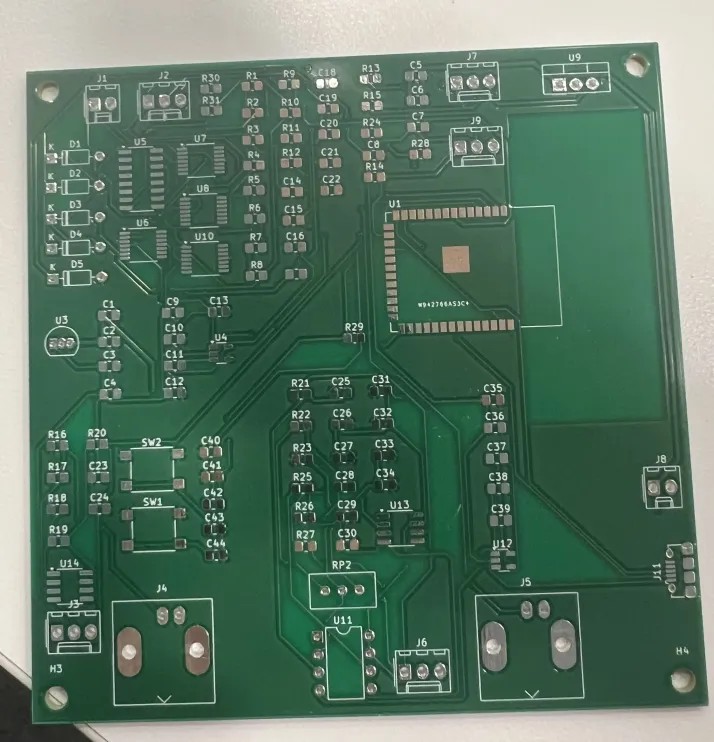 J1 J2 R30 R1 R9 C18 R13 C5 J7 U9
R31 R2 R10 C19 R15 C6
D1 K U5 U7 R3 R11 C20 R24 C7 J9
D2 K R4 R12 C21 C8 R28
D3 K U8 R5 C14 C22 R14
D4 K U6 U10 R6 C15 U1
D5 K R7 C16
R8
W942766AS3C4
U3 C1 C9 C13
C2 C10 U4 R29
C3 C11
C4 C12 R21 C25 C31 C35
R16 R20 SW2 C40 R22 C26 C32 C36
R17 C23 C41 R23 C27 C33 C37 J8
R18 C24 SW1 C42 R25 C28 C34 C38
R19 C43 R26 C29 U13 C39
U14 C44 R27 C30 U12
J3 J4 RP2 J5 J11
U11 J6
H3 H4